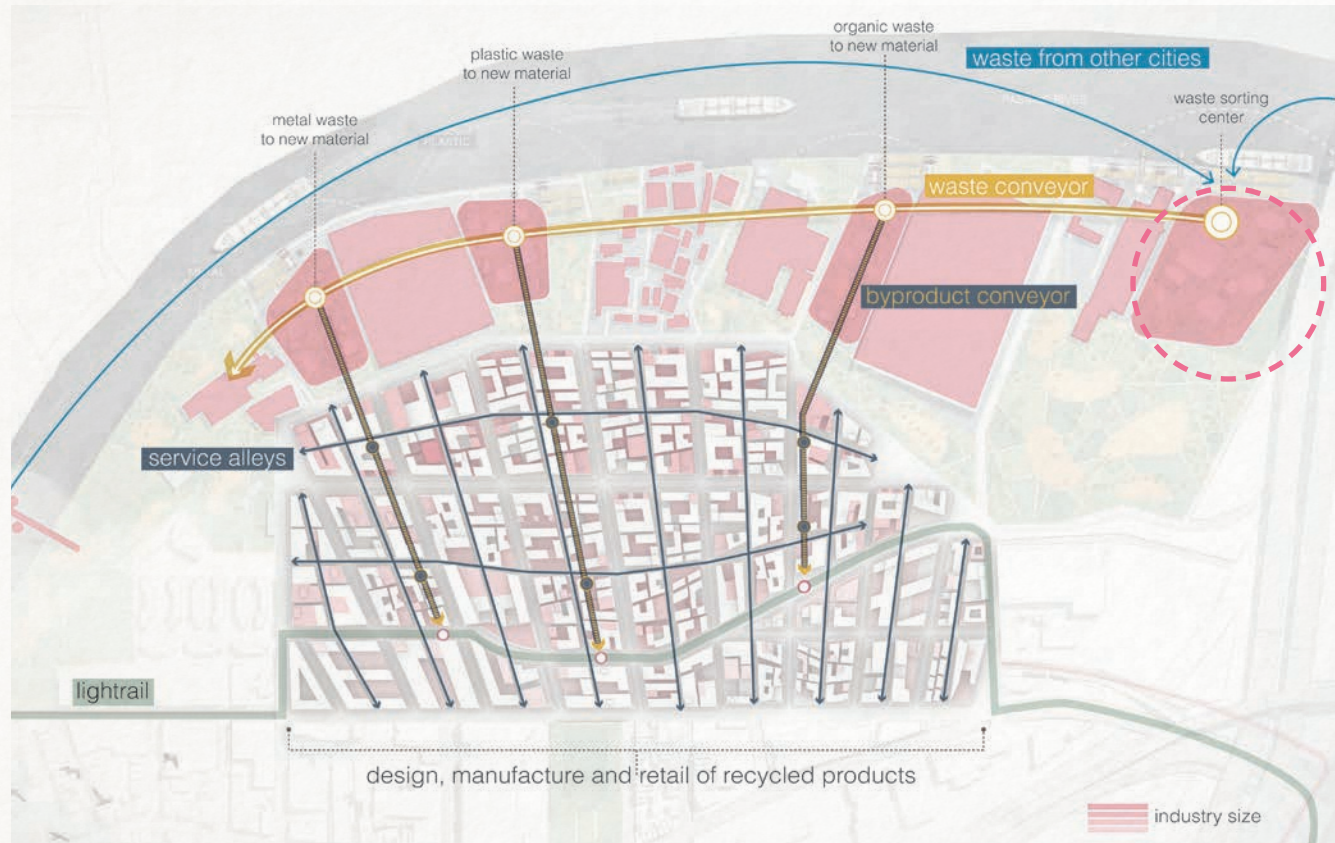 organic waste
to new material
waste from other cities
plastic waste
to new material
waste sorting
center
metal waste
to new material
PLASTIC
waste conveyor
byproduct conveyor
service alleys
lightrail
design, manufacture and retail of recycled products
industry size